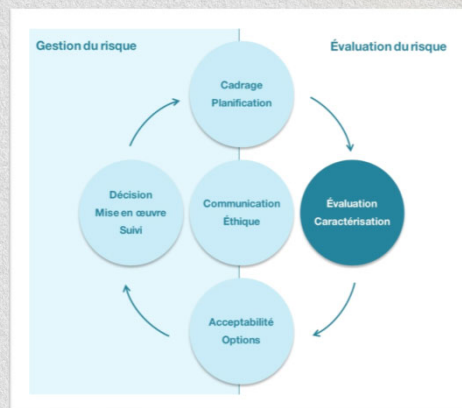 Gestion du risque
Évaluation du risque
Cadrage
Planification
Décision
Mise en œuvre
Suivi
Communication
Éthique
Évaluation
Caractérisation
Acceptabilité
Options